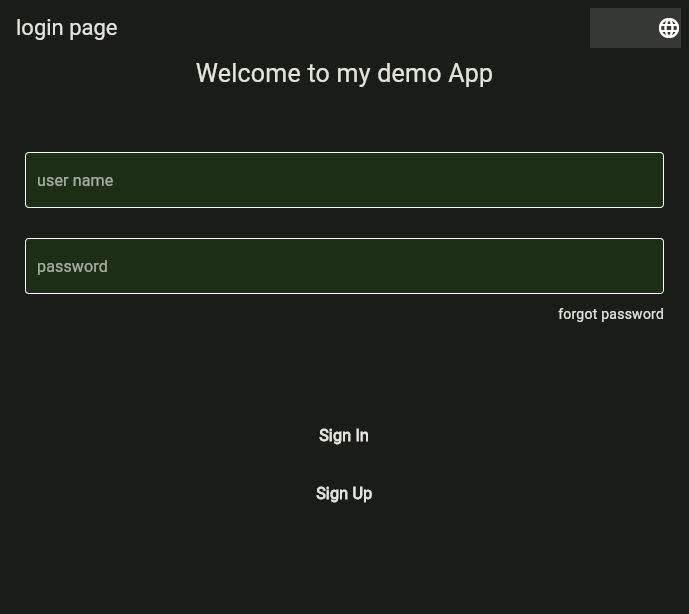 login page
Welcome to my demo App
user name
password
forgot password
Sign In
Sign Up